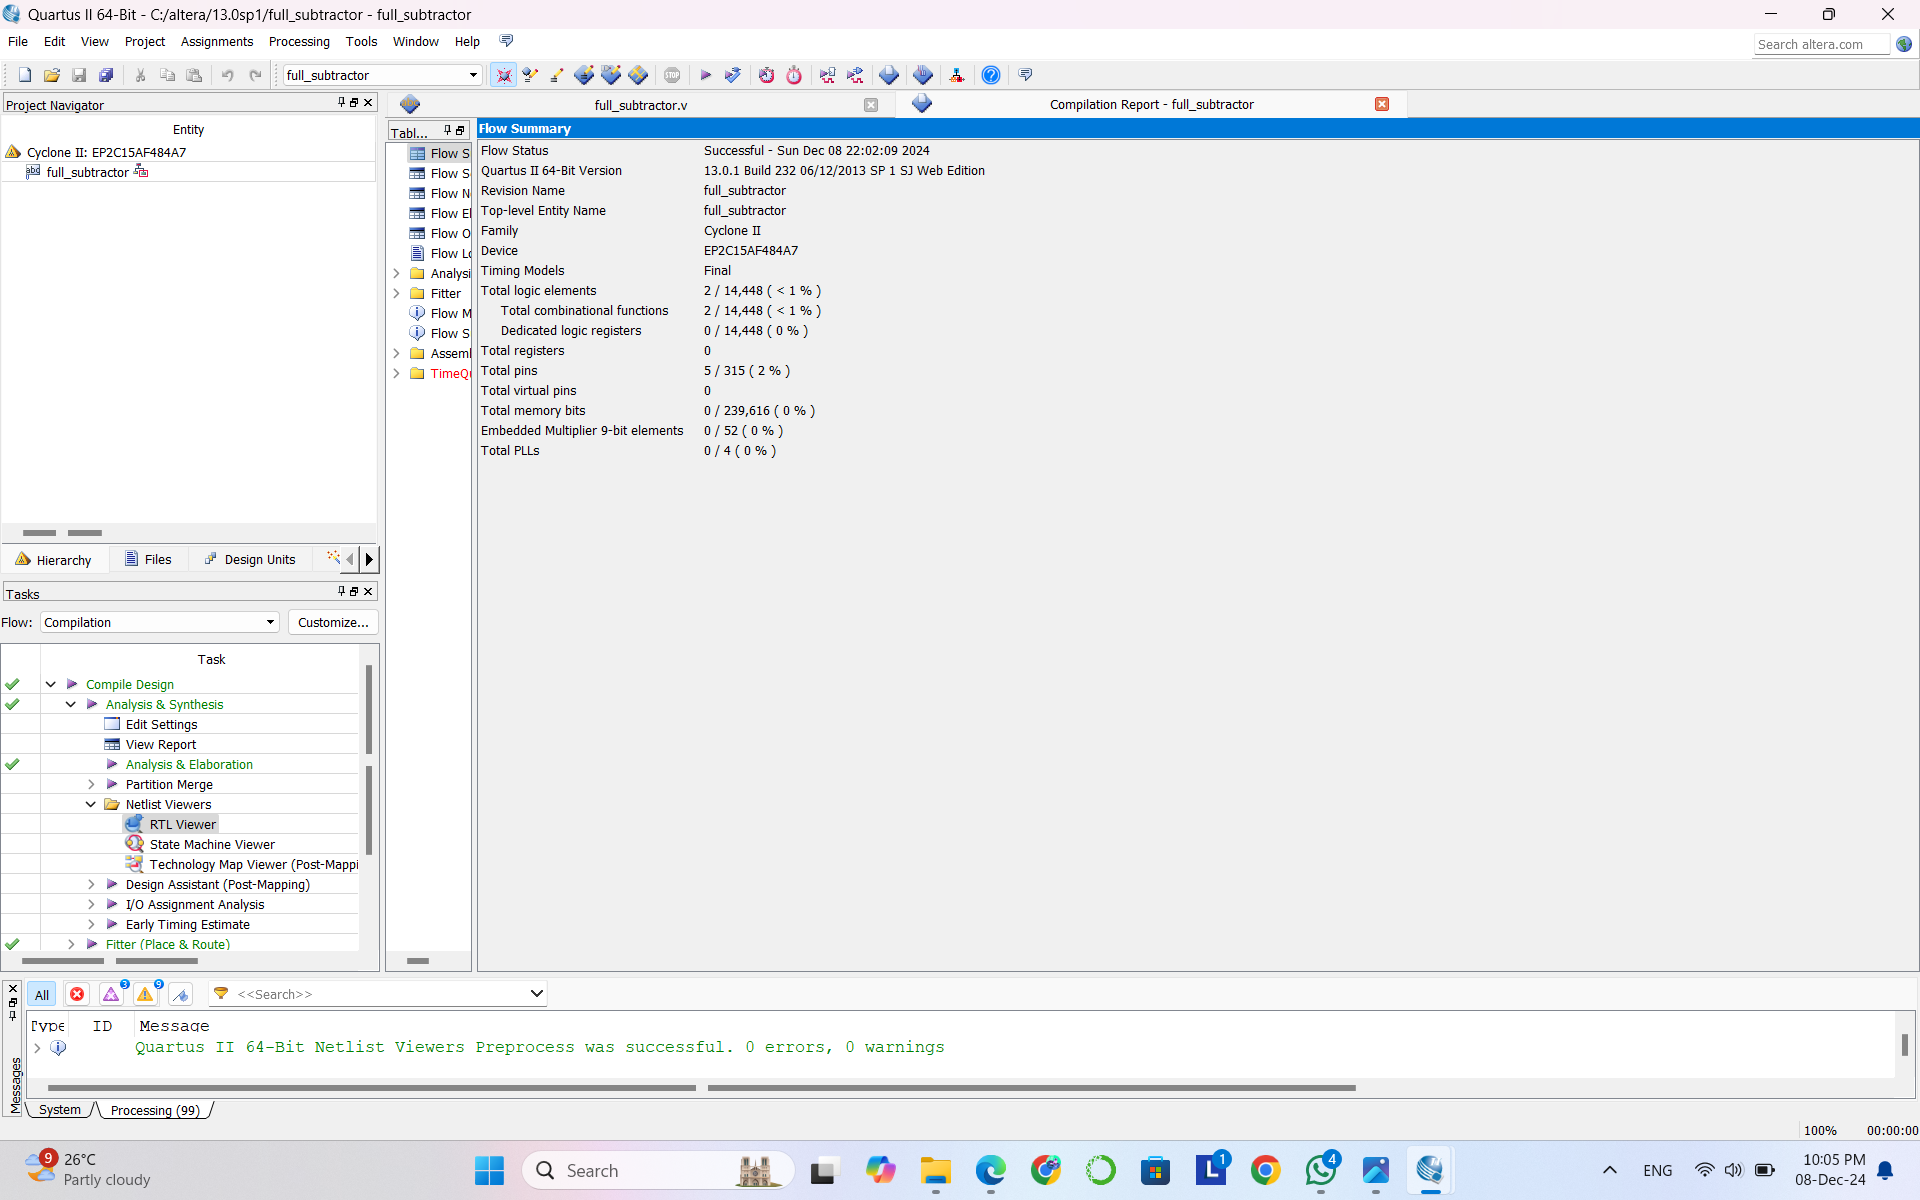 Quartus II 64-Bit - C:/altera/13.0sp1/full_subtractor - full_subtractor
File Edit View Project Assignments Processing Tools Window Help
Search altera.com
full_subtractor
STOP
Project Navigator
Entity
Cyclone II: EP2C15AF484A7
abd full_subtractor
Hierarchy Files Design Units
Tasks
Flow: Compilation Customize...
Task
Compile Design
Analysis & Synthesis
Edit Settings
View Report
Analysis & Elaboration
Partition Merge
Netlist Viewers
RTL Viewer
State Machine Viewer
Technology Map Viewer (Post-Mappi
Design Assistant (Post-Mapping)
I/O Assignment Analysis
Early Timing Estimate
Fitter (Place & Route)
full_subtractor.v
Compilation Report - full_subtractor
Tabl...
Flow S
Flow S
Flow N
Flow El
Flow O
Flow Lo
Analysi
Fitter
Flow M
Flow S
Assembl
TimeQu
Flow Summary
Flow Status Successful - Sun Dec 08 22:02:09 2024
Quartus II 64-Bit Version 13.0.1 Build 232 06/12/2013 SP 1 SJ Web Edition
Revision Name full_subtractor
Top-level Entity Name full_subtractor
Family Cyclone II
Device EP2C15AF484A7
Timing Models Final
Total logic elements 2 / 14,448 ( < 1 % )
Total combinational functions 2 / 14,448 ( < 1 % )
Dedicated logic registers 0 / 14,448 ( 0 % )
Total registers 0
Total pins 5 / 315 ( 2 % )
Total virtual pins 0
Total memory bits 0 / 239,616 ( 0 % )
Embedded Multiplier 9-bit elements 0 / 52 ( 0 % )
Total PLLs 0 / 4 ( 0 % )
Messages
All 3 9 <<Search>>
Type ID Message
Quartus II 64-Bit Netlist Viewers Preprocess was successful. 0 errors, 0 warnings
System Processing (99)
100% 00:00:00
9 26°C
Partly cloudy
Search
L 1
4
ENG
10:05 PM
08-Dec-24